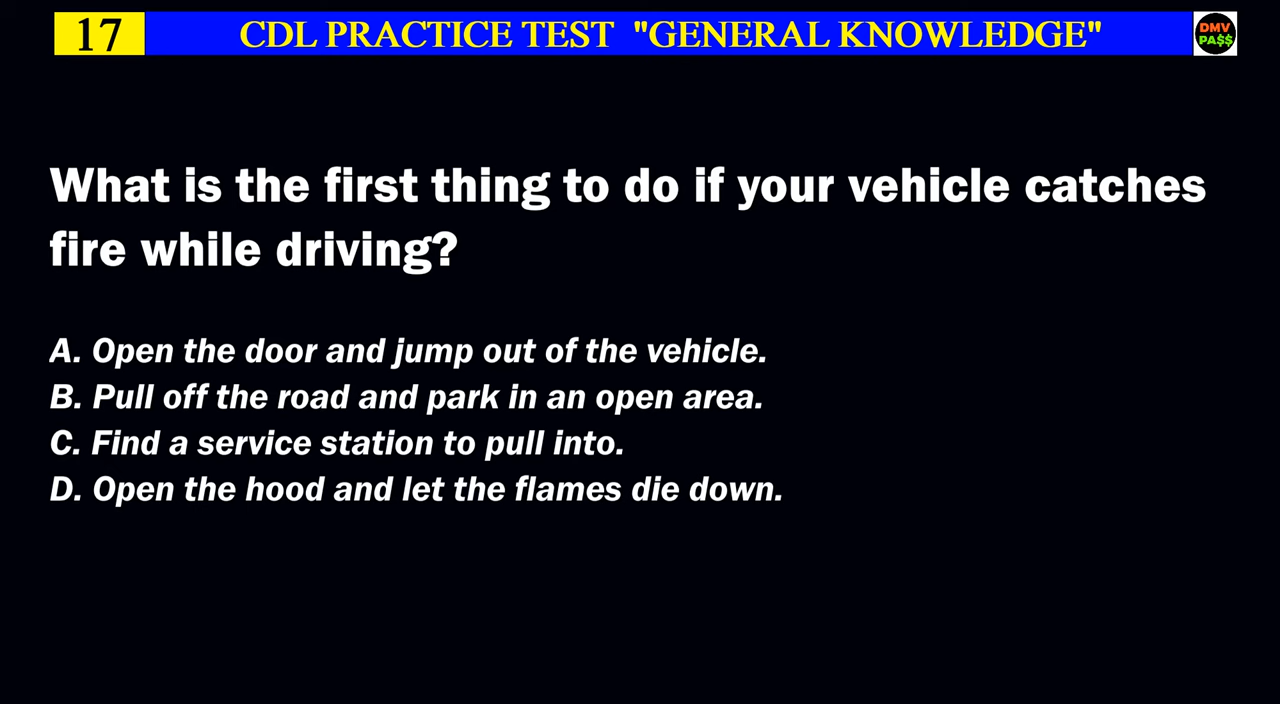 17
CDL PRACTICE TEST "GENERAL KNOWLEDGE"
DMV
PA$$
What is the first thing to do if your vehicle catches
fire while driving?
A. Open the door and jump out of the vehicle.
B. Pull off the road and park in an open area.
C. Find a service station to pull into.
D. Open the hood and let the flames die down.